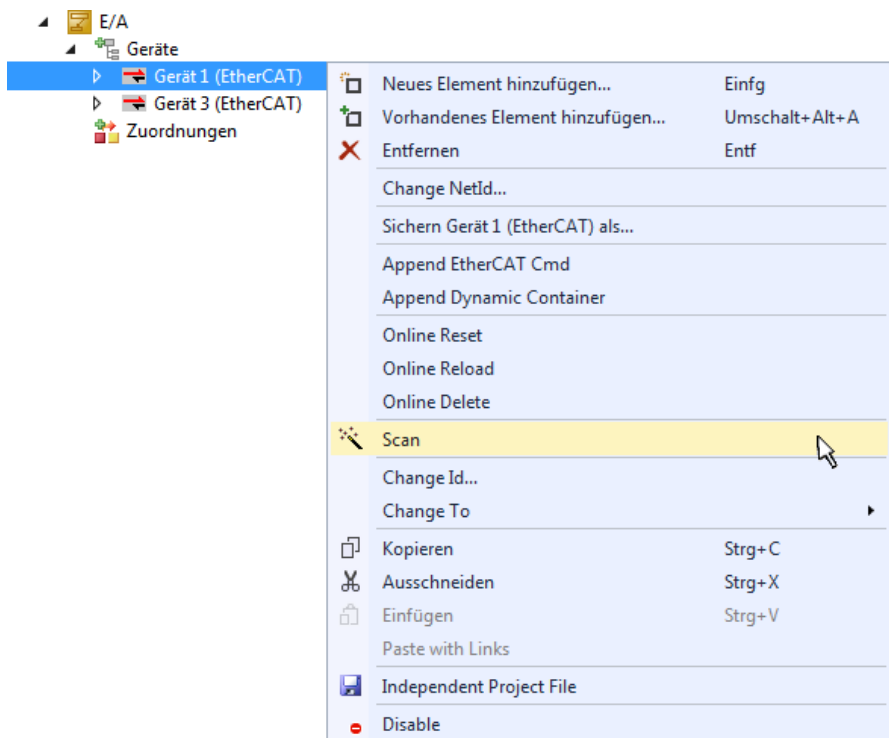 E/A
Geräte
Gerät 1 (EtherCAT)
Gerät 3 (EtherCAT)
Zuordnungen
Neues Element hinzufügen... Einfg
Vorhandenes Element hinzufügen... Umschalt+Alt+A
Entfernen Entf
Change NetId...
Sichern Gerät 1 (EtherCAT) als...
Append EtherCAT Cmd
Append Dynamic Container
Online Reset
Online Reload
Online Delete
Scan
Change Id...
Change To
Kopieren Strg+C
Ausschneiden Strg+X
Einfügen Strg+V
Paste with Links
Independent Project File
Disable